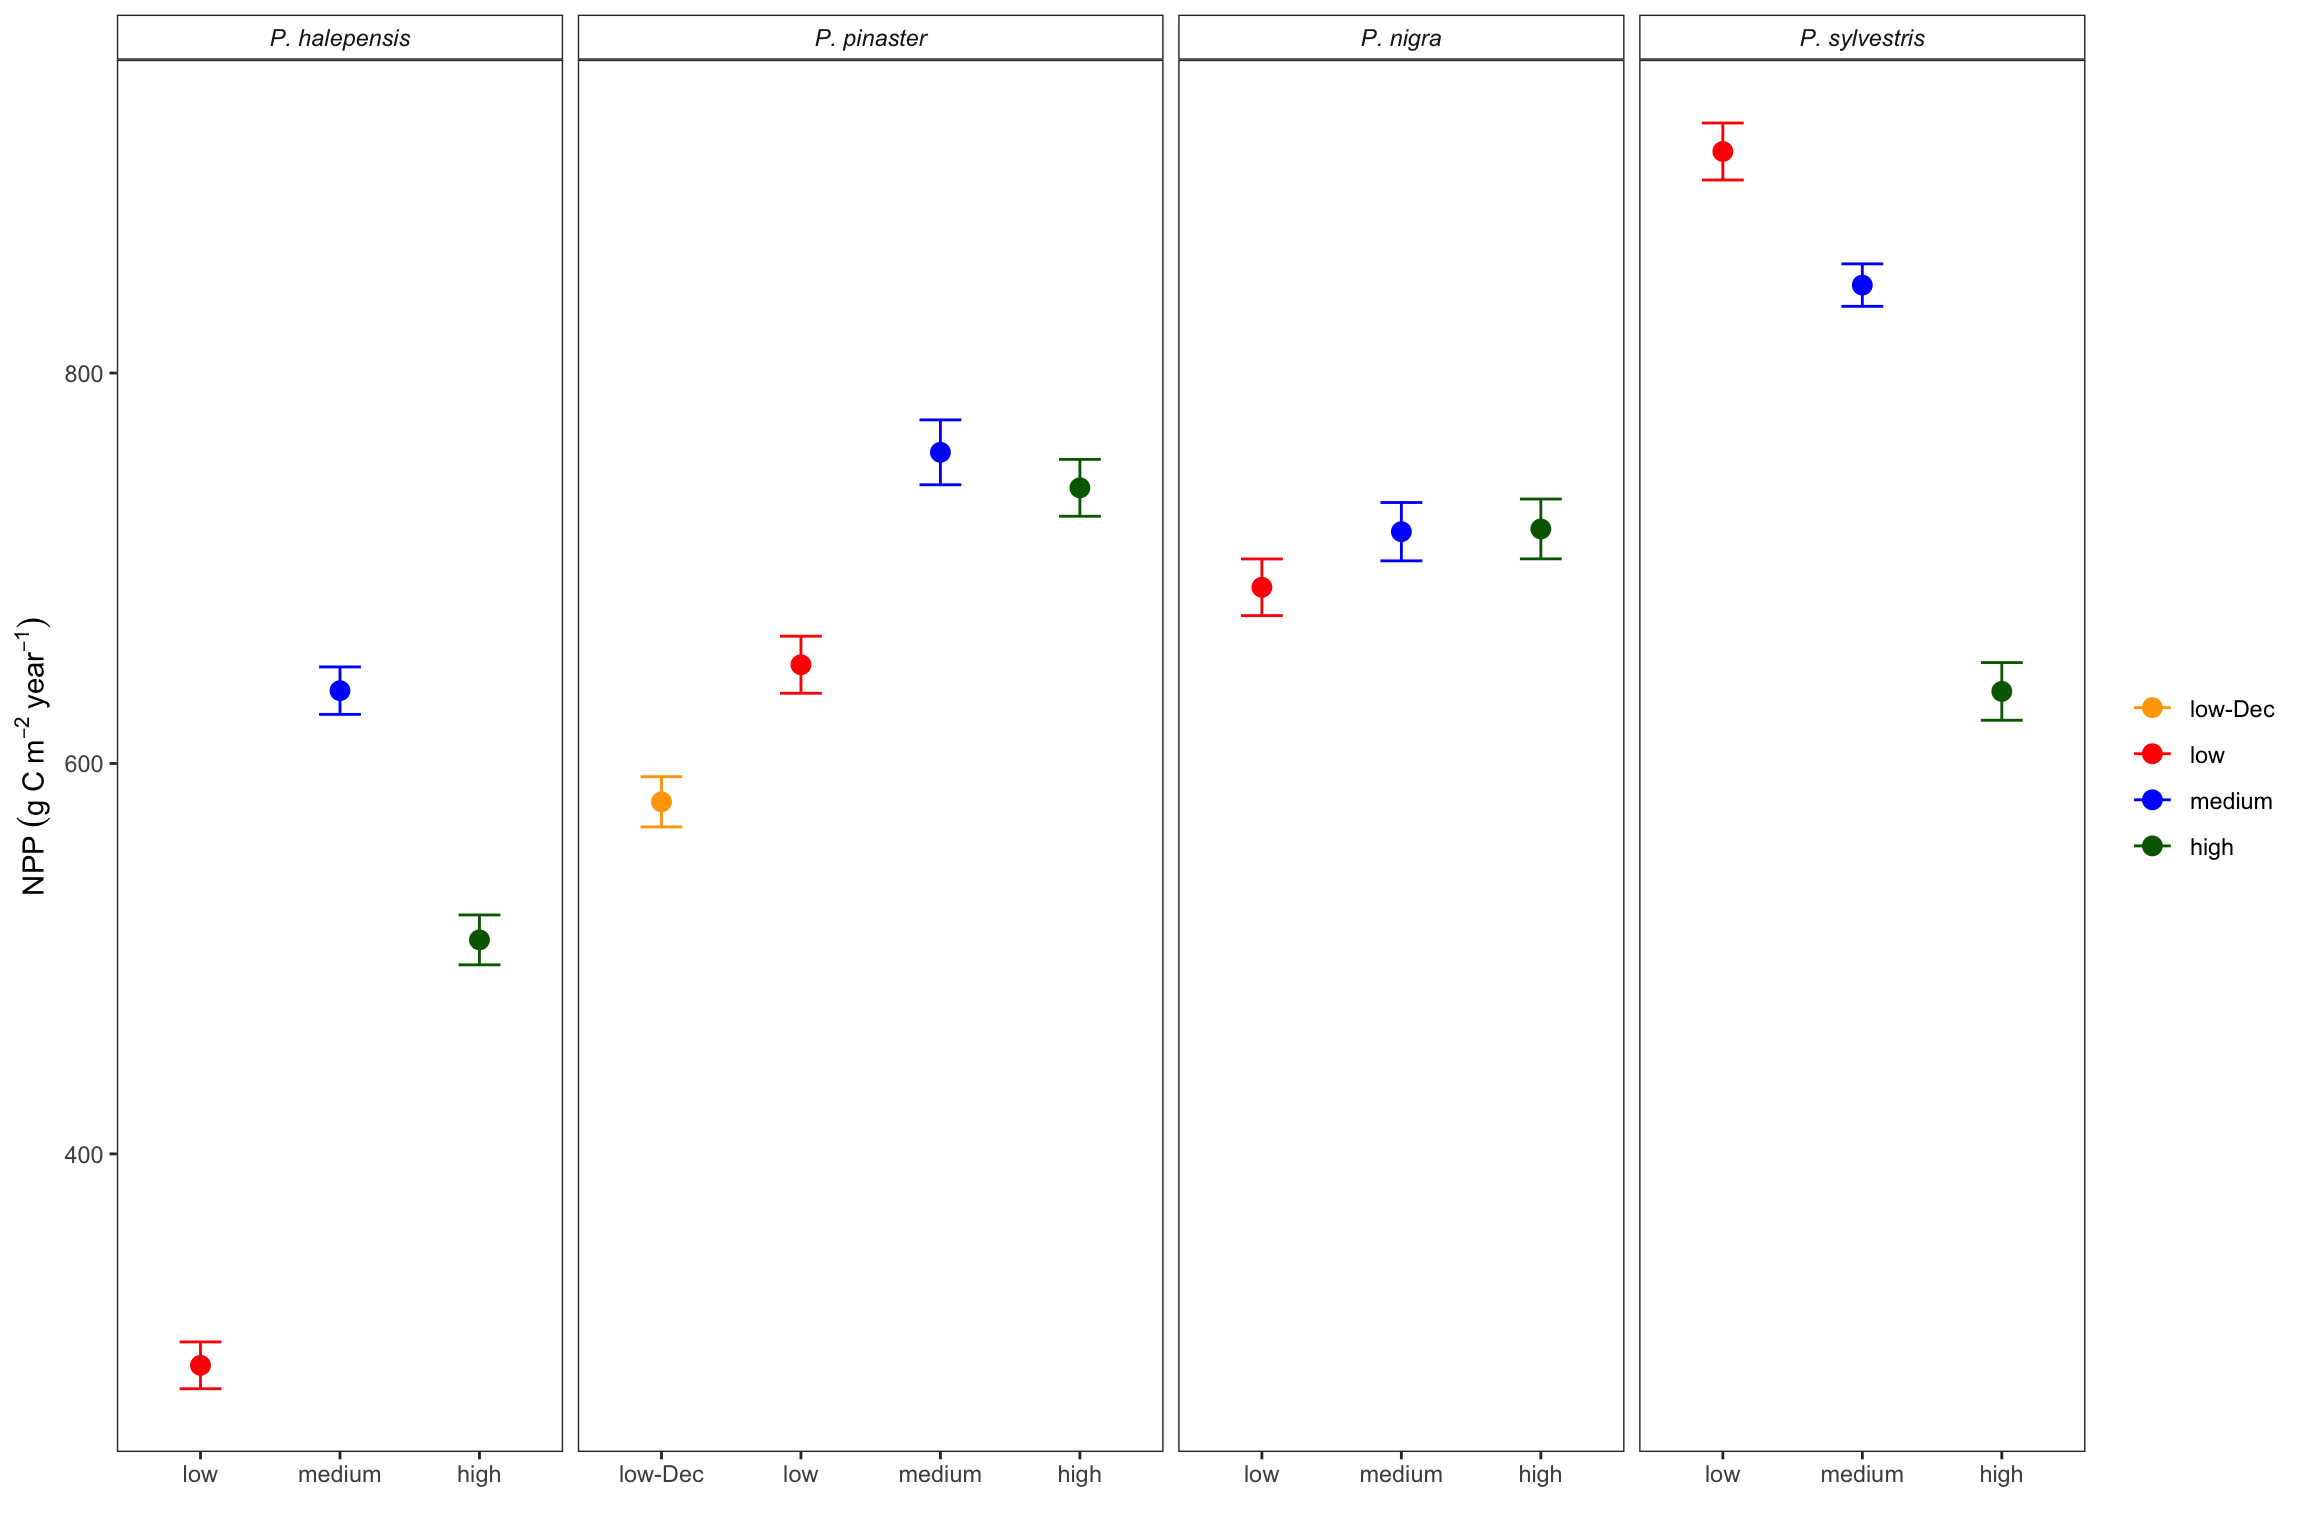 P. halepensis
P. pinaster
P. nigra
P. sylvestris
NPP (g C m−2 year−1)
800
600
400
low medium high
low-Dec low medium high
low medium high
low medium high
low-Dec
low
medium
high